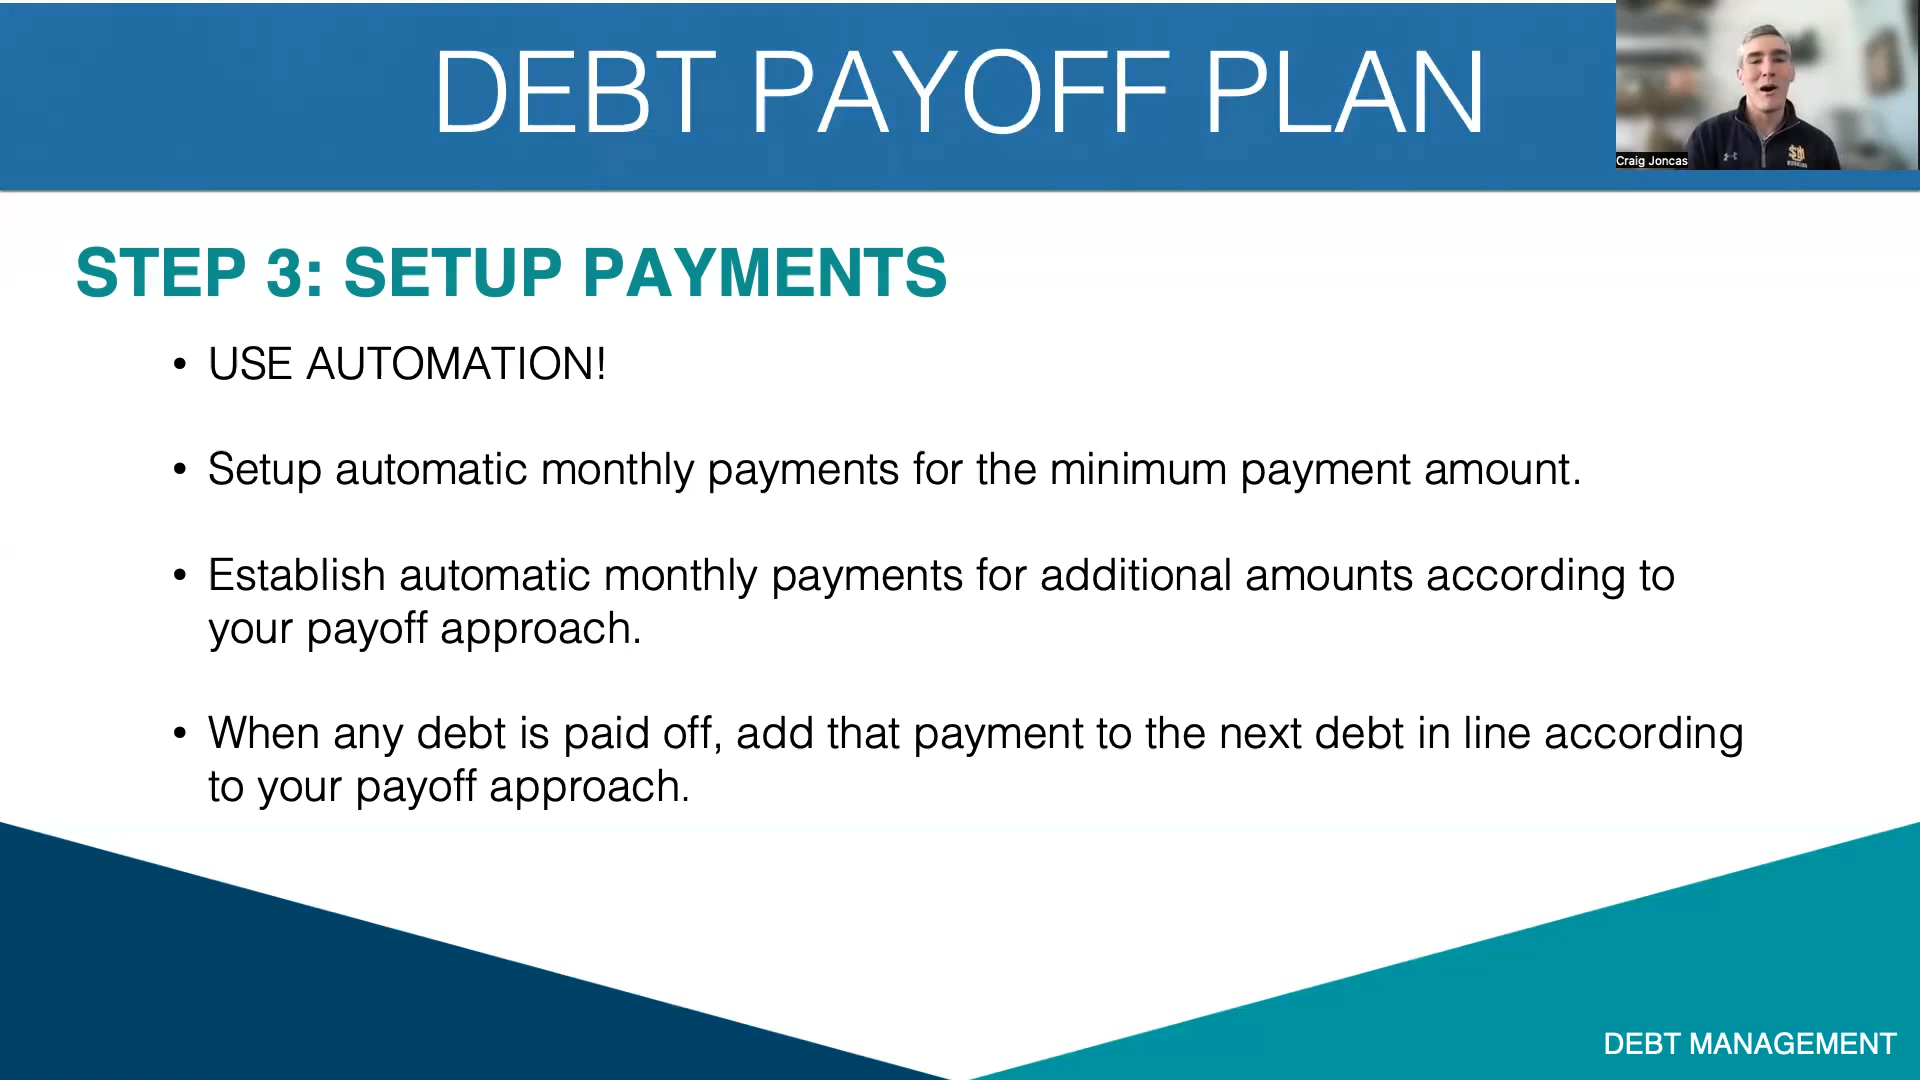 DEBT PAYOFF PLAN
Craig Joncas
STEP 3: SETUP PAYMENTS
• USE AUTOMATION!
• Setup automatic monthly payments for the minimum payment amount.
• Establish automatic monthly payments for additional amounts according to
your payoff approach.
• When any debt is paid off, add that payment to the next debt in line according
to your payoff approach.
DEBT MANAGEMENT